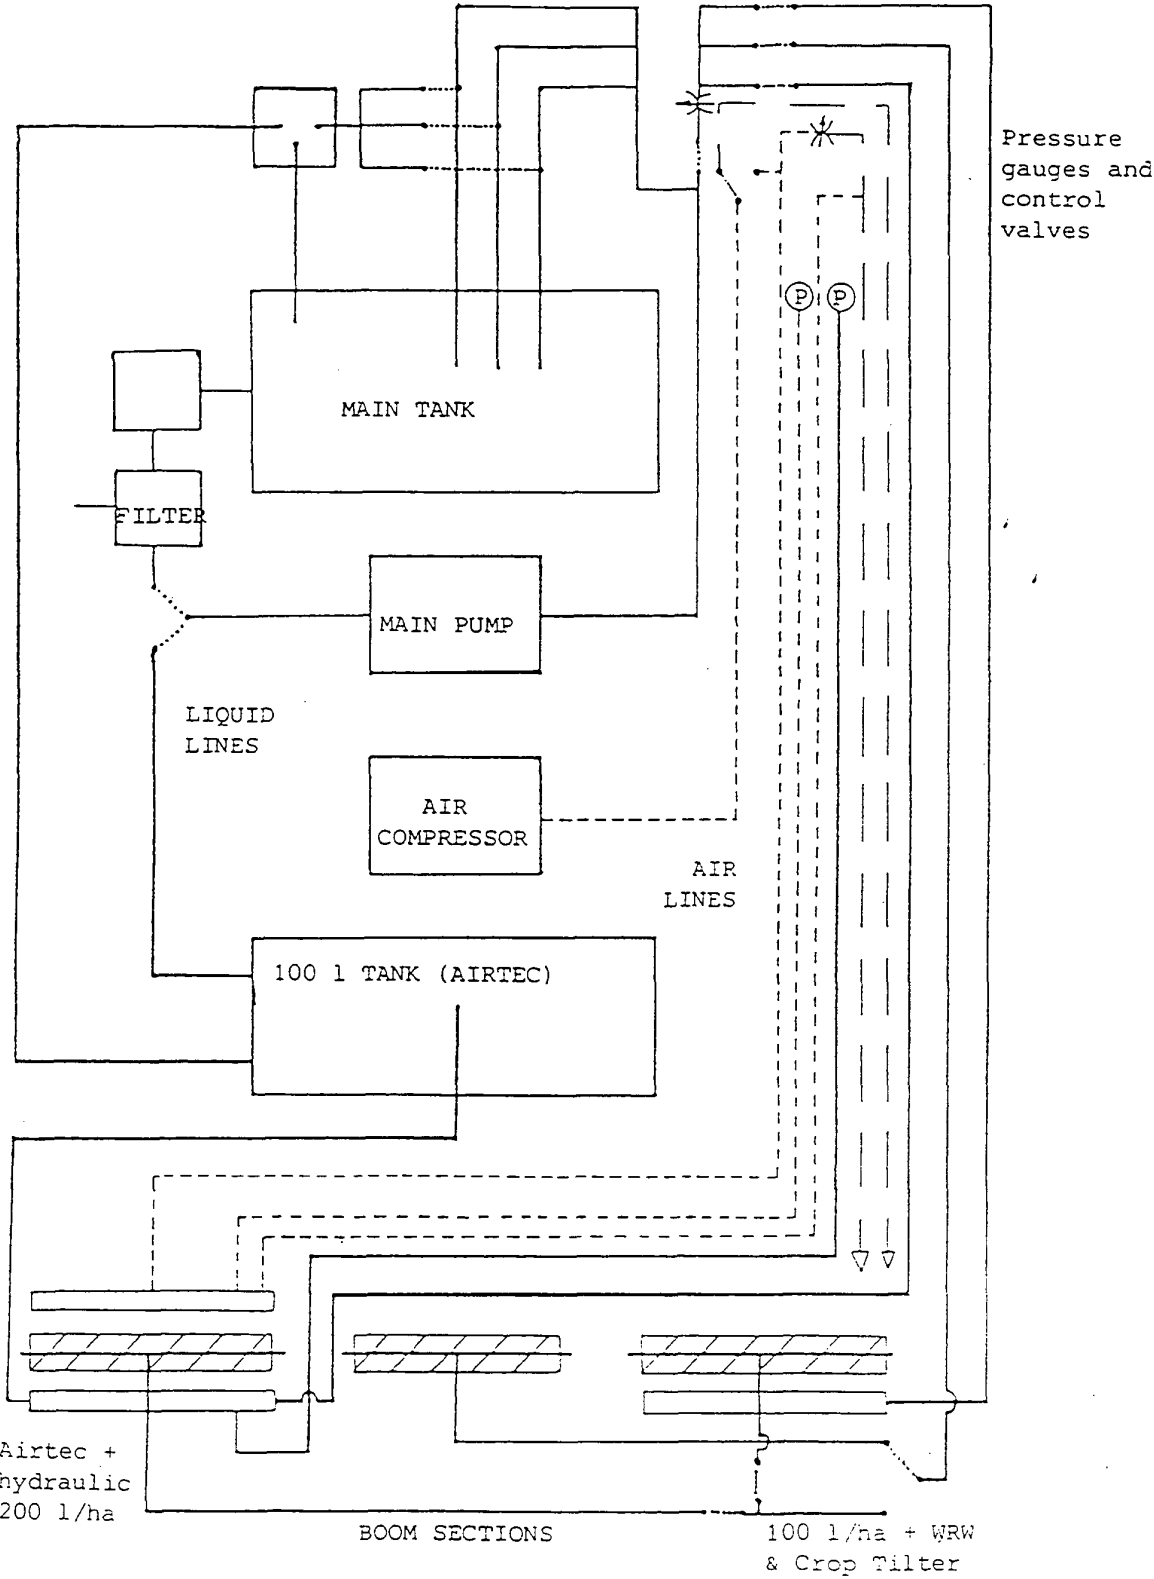 Pressure
gauges and
control
valves
P P
MAIN TANK
FILTER
MAIN PUMP
LIQUID
LINES
AIR
COMPRESSOR
AIR
LINES
100 l TANK (AIRTEC)
Airtec +
hydraulic
200 l/ha
BOOM SECTIONS
100 l/ha + WRW
& Crop Tilter